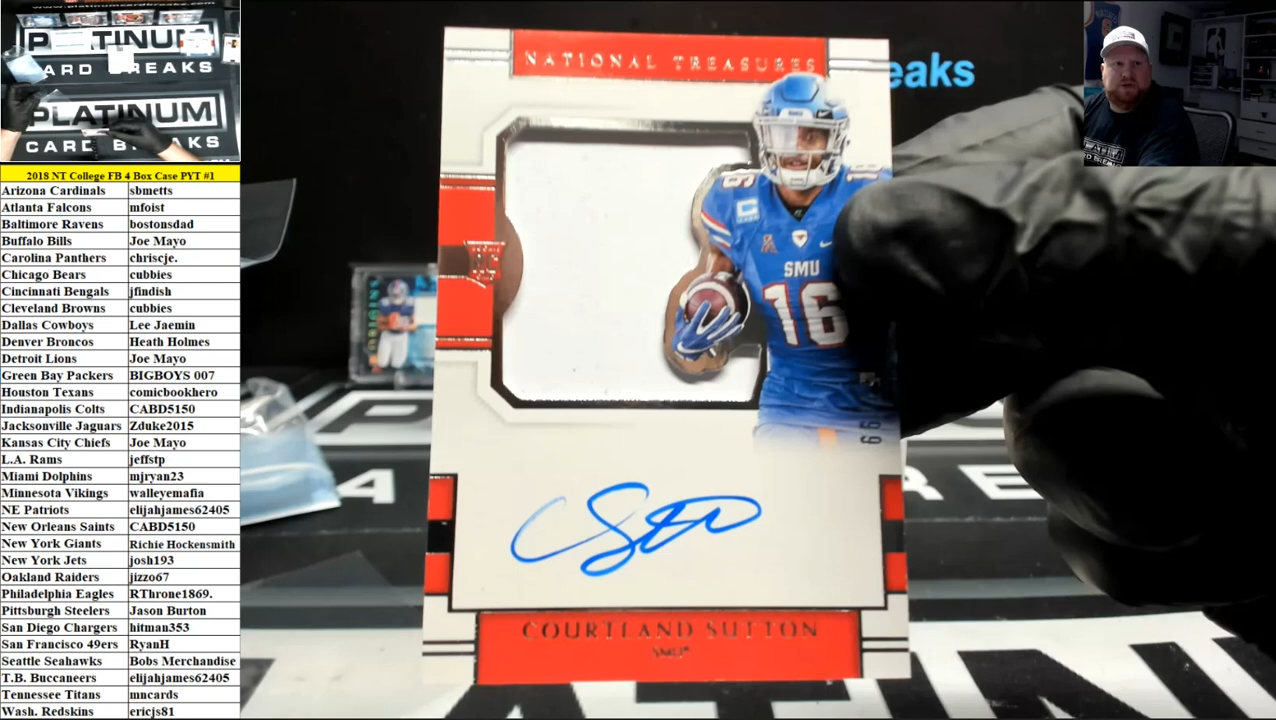 PLATINUM
CARD BREAKS
PLATINUM
CARD BREAKS
2018 NT College FB 4 Box Case PYT #1
Arizona Cardinals sbmetts
Atlanta Falcons mfoist
Baltimore Ravens bostonsdad
Buffalo Bills Joe Mayo
Carolina Panthers chriscje.
Chicago Bears cubbies
Cincinnati Bengals jfindish
Cleveland Browns cubbies
Dallas Cowboys Lee Jaemin
Denver Broncos Heath Holmes
Detroit Lions Joe Mayo
Green Bay Packers BIGBOYS 007
Houston Texans comicbookhero
Indianapolis Colts CABD5150
Jacksonville Jaguars Zduke2015
Kansas City Chiefs Joe Mayo
L.A. Rams jeffstp
Miami Dolphins mjryan23
Minnesota Vikings walleyemafia
NE Patriots elijahjames62405
New Orleans Saints CABD5150
New York Giants Richie Hockensmith
New York Jets josh193
Oakland Raiders jizzo67
Philadelphia Eagles RThrone1869.
Pittsburgh Steelers Jason Burton
San Diego Chargers hitman353
San Francisco 49ers RyanH
Seattle Seahawks Bobs Merchandise
T.B. Buccaneers elijahjames62405
Tennessee Titans mncards
Wash. Redskins ericjs81
NATIONAL TREASURES
eaks
16
SMU
16
99
RC
ORIGINS
COURTLAND SUTTON
SMU®